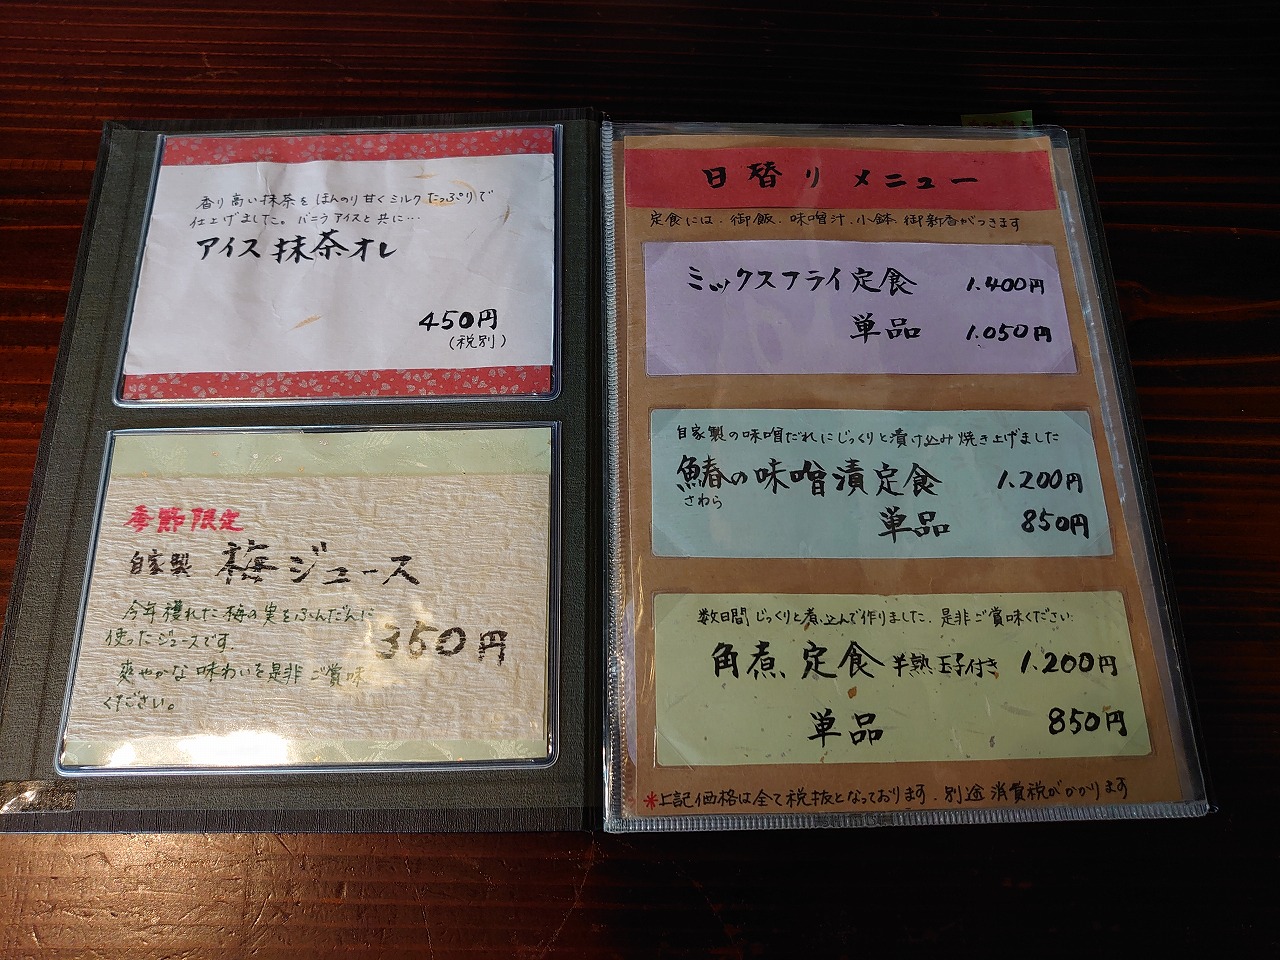 香り高い抹茶をほんのり甘くミルクたっぷりで
仕上げました。バニラアイスと共に…
アイス抹茶オレ
450円
(税別)
季節限定
自家製 梅ジュース
今年穫れた梅の実をふんだんに
使ったジュースです.
350円
爽やかな味わいを是非ご賞味
ください。
日替りメニュー
定食には.御飯.味噌汁.小鉢.御新香がつきます
ミックスフライ定食 1.400円
単品 1.050円
自家製の味噌だれにじっくりと漬け込み焼き上げました
鰆の味噌漬定食 1.200円
さわら
単品 850円
数日間じっくりと煮込んで作りました.是非ご賞味ください.
角煮定食 半熟玉子付き 1.200円
単品 850円
*上記価格は全て税抜となっております.別途消費税がかかります